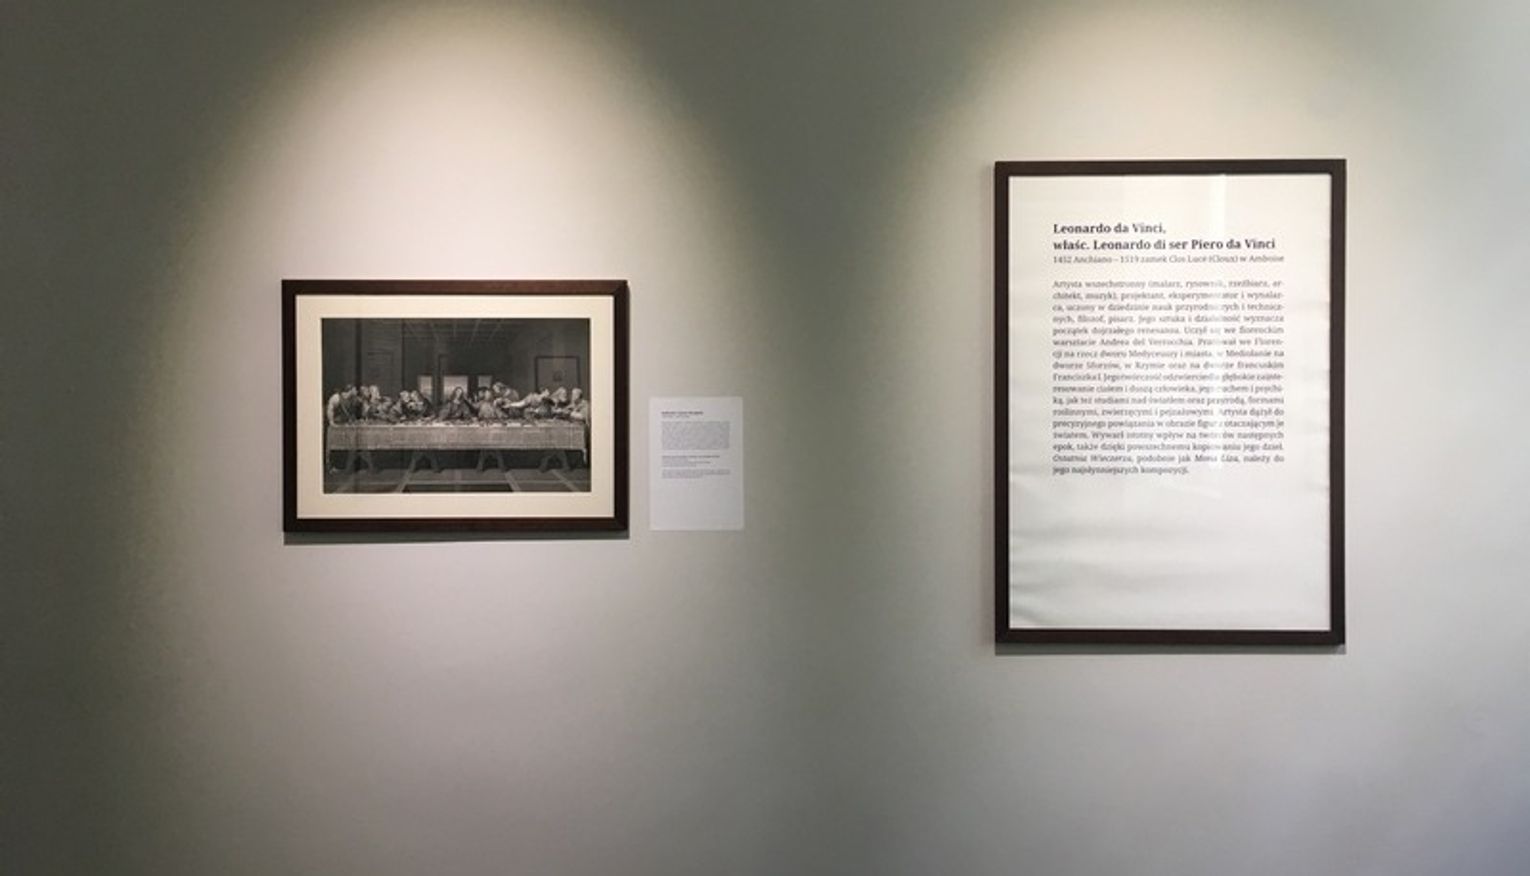 Leonardo da Vinci,
właśc. Leonardo di ser Piero da Vinci
1452 Anchiano – 1519 zamek Clos Lucé (Cloux) w Amboise
Artysta wszechstronny (malarz, rysownik, rzeźbiarz, ar-
chitekt, muzyk), projektant, eksperymentator i wynalaz-
ca, uczony w dziedzinie nauk przyrodniczych i technicz-
nych, filozof, pisarz. Jego sztuka i działalność wyznacza
początek dojrzałego renesansu. Uczył się we florenckim
warsztacie Andrea del Verrocchia. Pracował we Floren-
cji na rzecz dworu Medyceuszy i miasta, w Mediolanie na
dworze Sforzów, w Rzymie oraz na dworze francuskim
Franciszka I. Jego twórczość odzwierciedla głębokie zainte-
resowanie ciałem i duszą człowieka, jego ruchem i psychi-
ką, jak też studiami nad światłem oraz przyrodą, formami
roślinnymi, zwierzęcymi i pejzażowymi. Artysta dążył do
precyzyjnego powiązania w obrazie figur z otaczającym je
światem. Wywarł istotny wpływ na twórców następnych
epok, także dzięki powszechnemu kopiowaniu jego dzieł.
Ostatnia Wieczerza, podobnie jak Mona Liza, należy do
jego najsłynniejszych kompozycji.